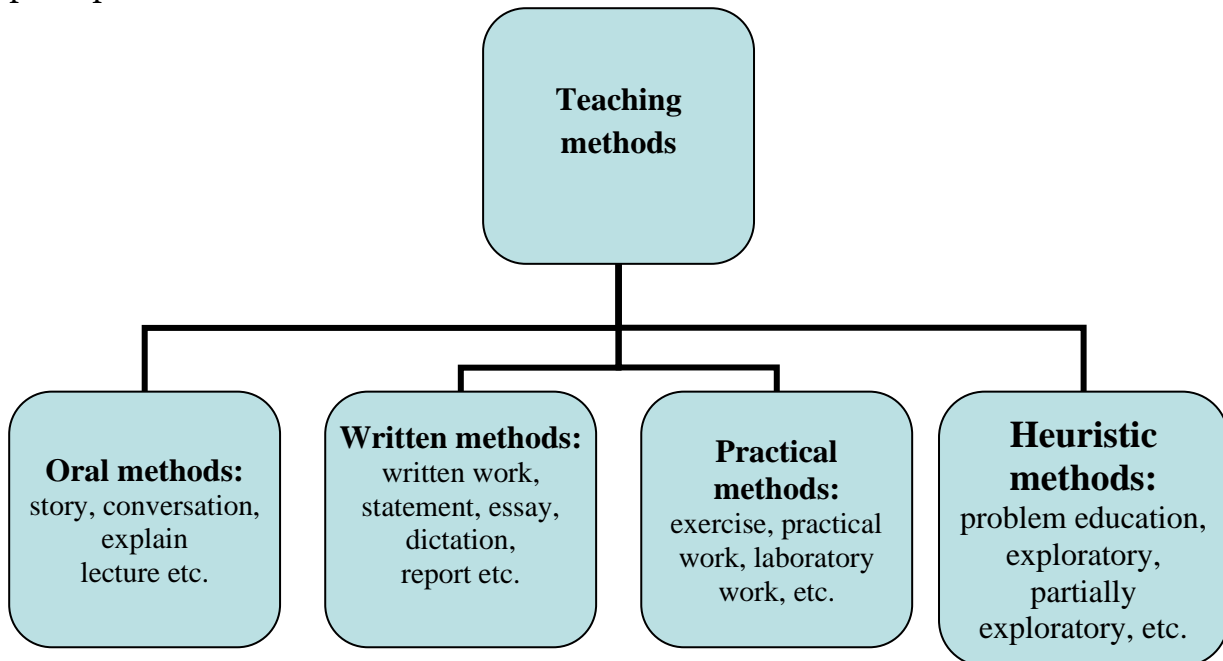 Teaching
methods
Oral methods:
story, conversation,
explain
lecture etc.
Written methods:
written work,
statement, essay,
dictation,
report etc.
Practical
methods:
exercise, practical
work, laboratory
work, etc.
Heuristic
methods:
problem education,
exploratory,
partially
exploratory, etc.